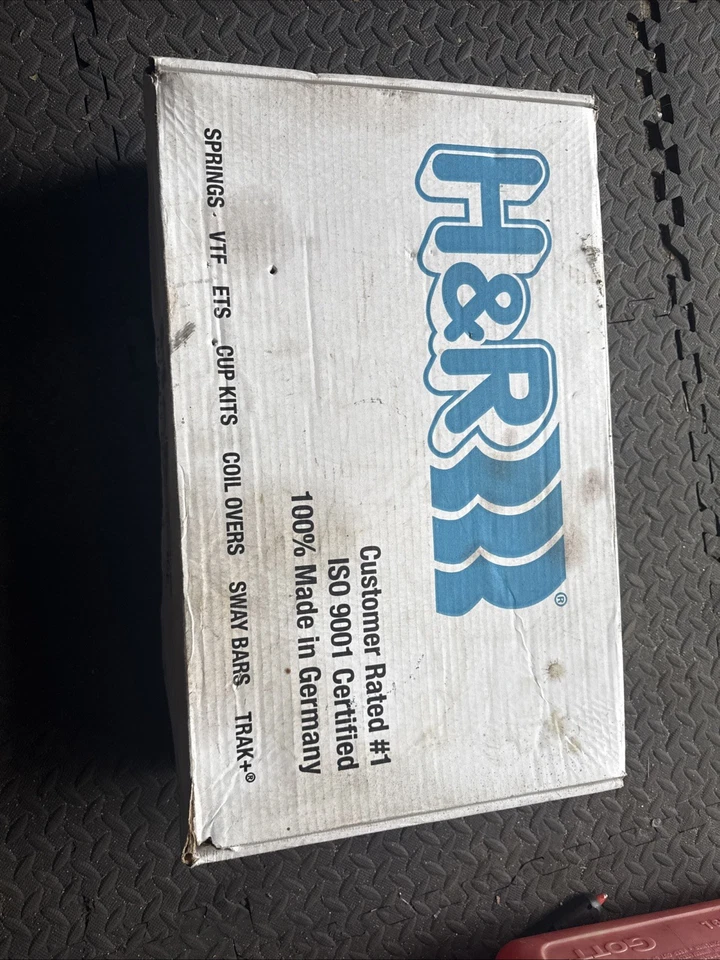 H&R®
Customer Rated #1
ISO 9001 Certified
100% Made in Germany
SPRINGS VTF ETS CUP KITS COIL OVERS SWAY BARS TRAK+®
GOTT